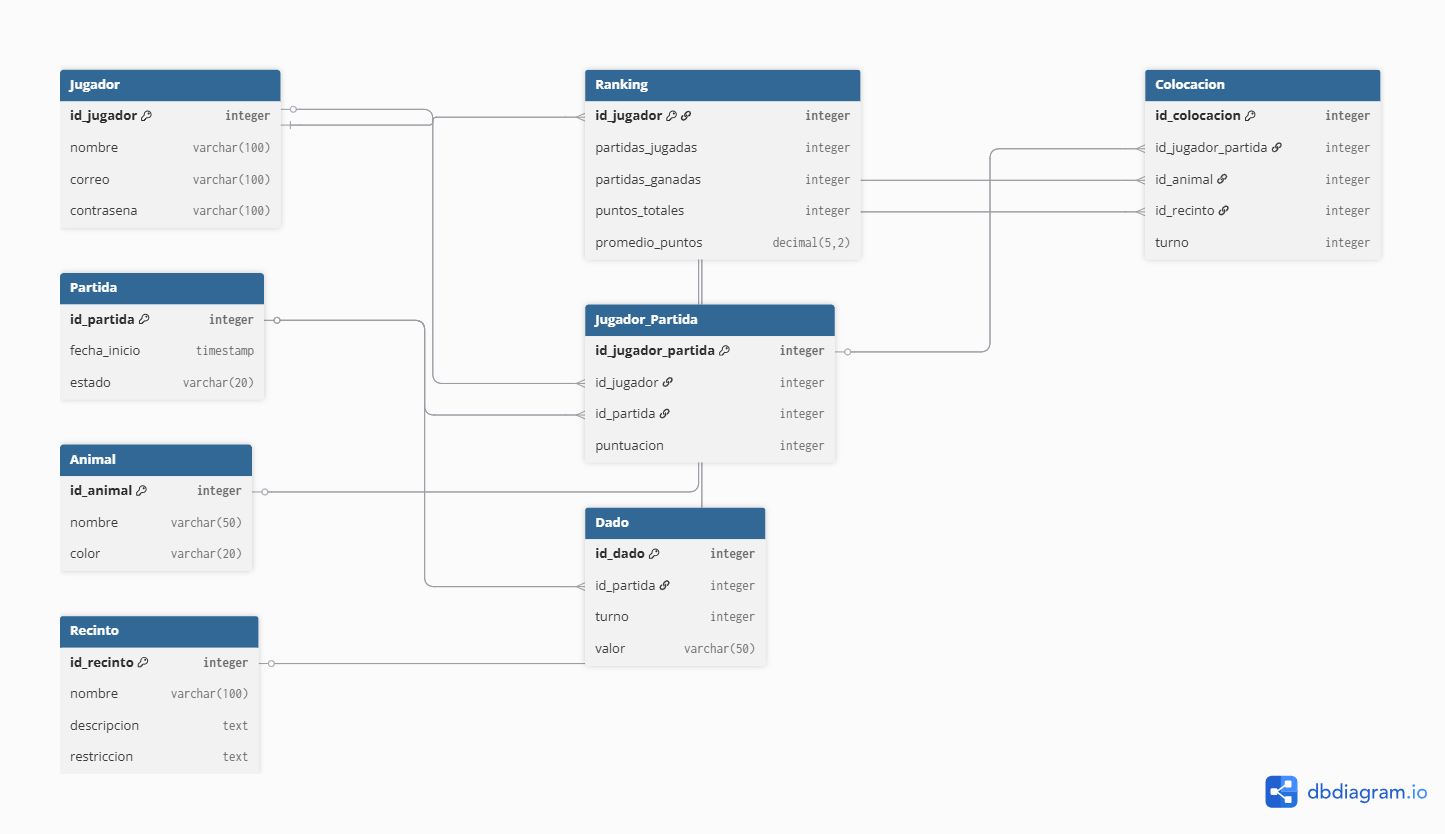 Jugador
id_jugador integer
nombre varchar(100)
correo varchar(100)
contrasena varchar(100)
Partida
id_partida integer
fecha_inicio timestamp
estado varchar(20)
Animal
id_animal integer
nombre varchar(50)
color varchar(20)
Recinto
id_recinto integer
nombre varchar(100)
descripcion text
restriccion text
Ranking
id_jugador integer
partidas_jugadas integer
partidas_ganadas integer
puntos_totales integer
promedio_puntos decimal(5,2)
Jugador_Partida
id_jugador_partida integer
id_jugador integer
id_partida integer
puntuacion integer
Dado
id_dado integer
id_partida integer
turno integer
valor varchar(50)
Colocacion
id_colocacion integer
id_jugador_partida integer
id_animal integer
id_recinto integer
turno integer
dbdiagram.io